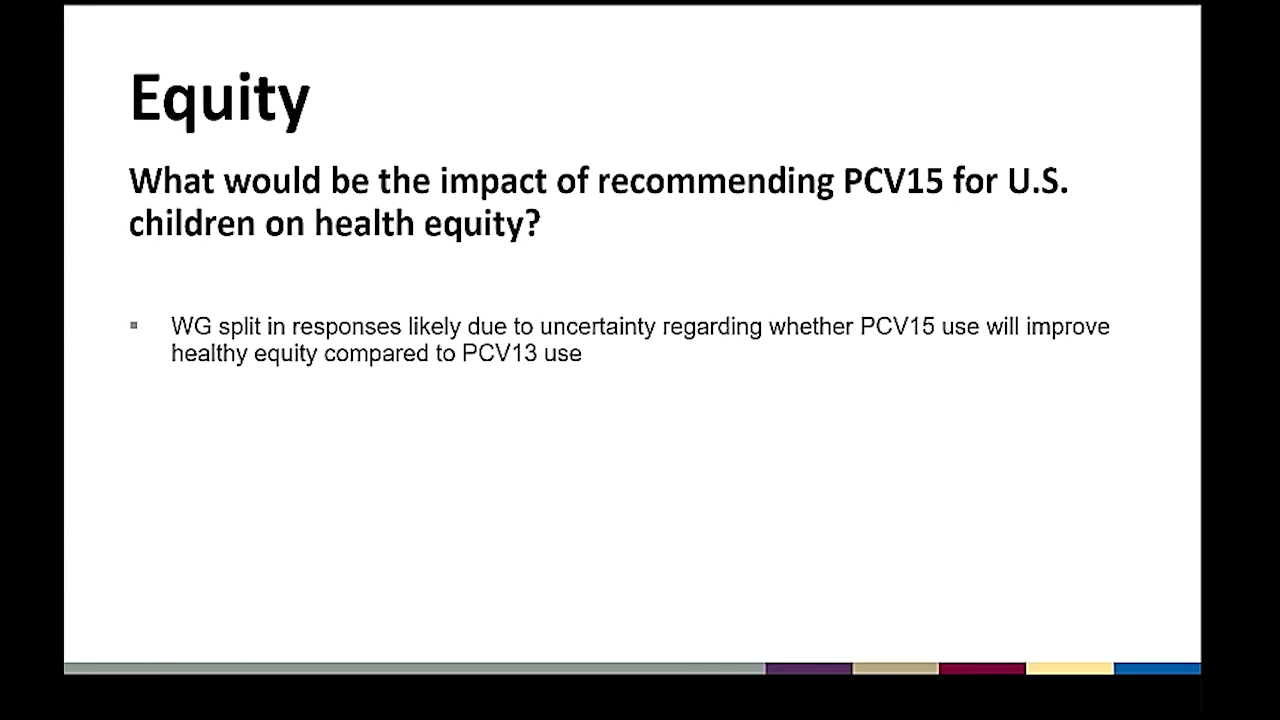 Equity
What would be the impact of recommending PCV15 for U.S.
children on health equity?
▪ WG split in responses likely due to uncertainty regarding whether PCV15 use will improve
healthy equity compared to PCV13 use